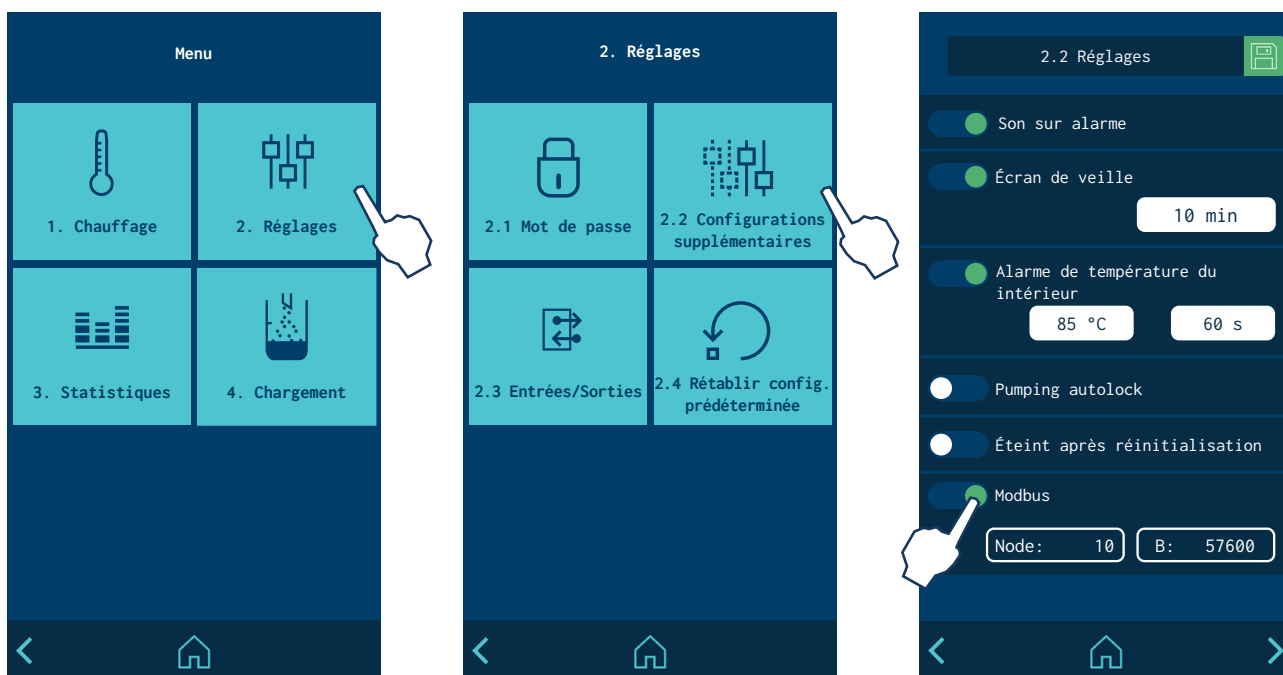 Menu
1. Chauffage
2. Réglages
3. Statistiques
4. Chargement
2. Réglages
2.1 Mot de passe
2.2 Configurations
supplémentaires
2.3 Entrées/Sorties
2.4 Rétablir config.
prédéterminée
2.2 Réglages
Son sur alarme
Écran de veille
10 min
Alarme de température du
intérieur
85 °C
60 s
Pumping autolock
Éteint après réinitialisation
Modbus
Node: 10
B: 57600